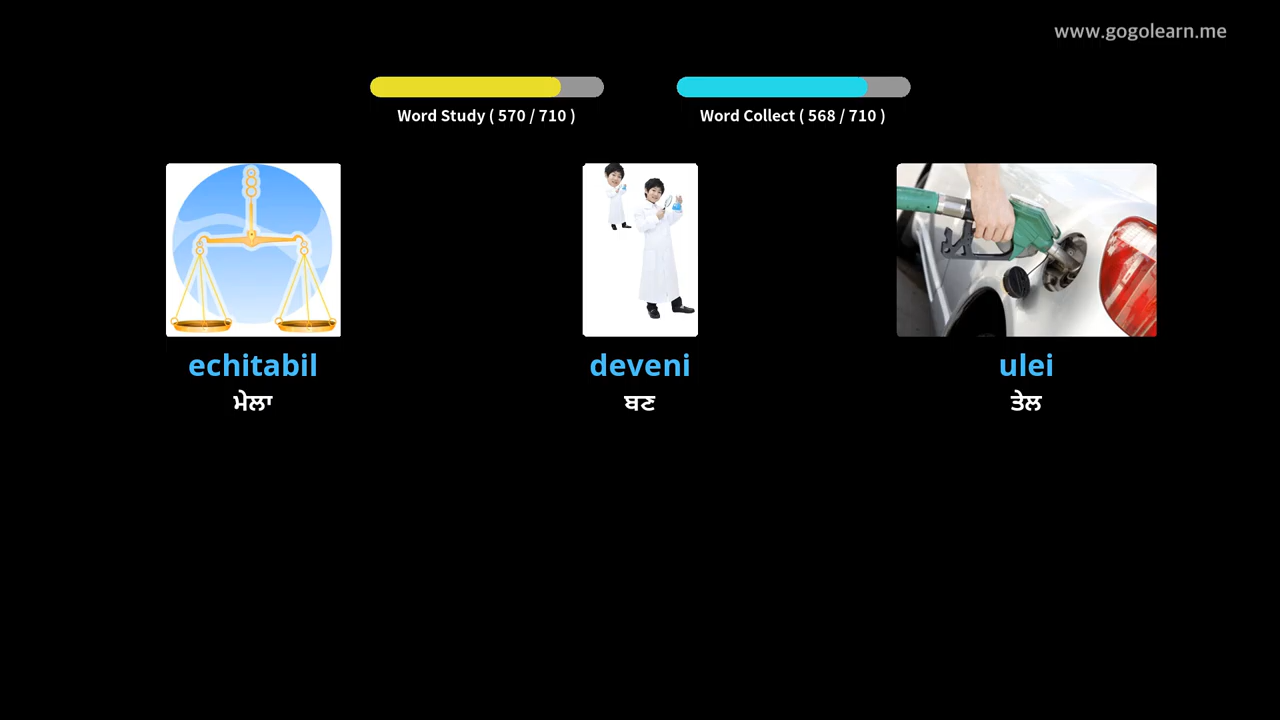 www.gogolearn.me
Word Study ( 570 / 710 )
Word Collect ( 568 / 710 )
echitabil
deveni
ulei
ਮੇਲਾ
ਬਣ
ਤੇਲ